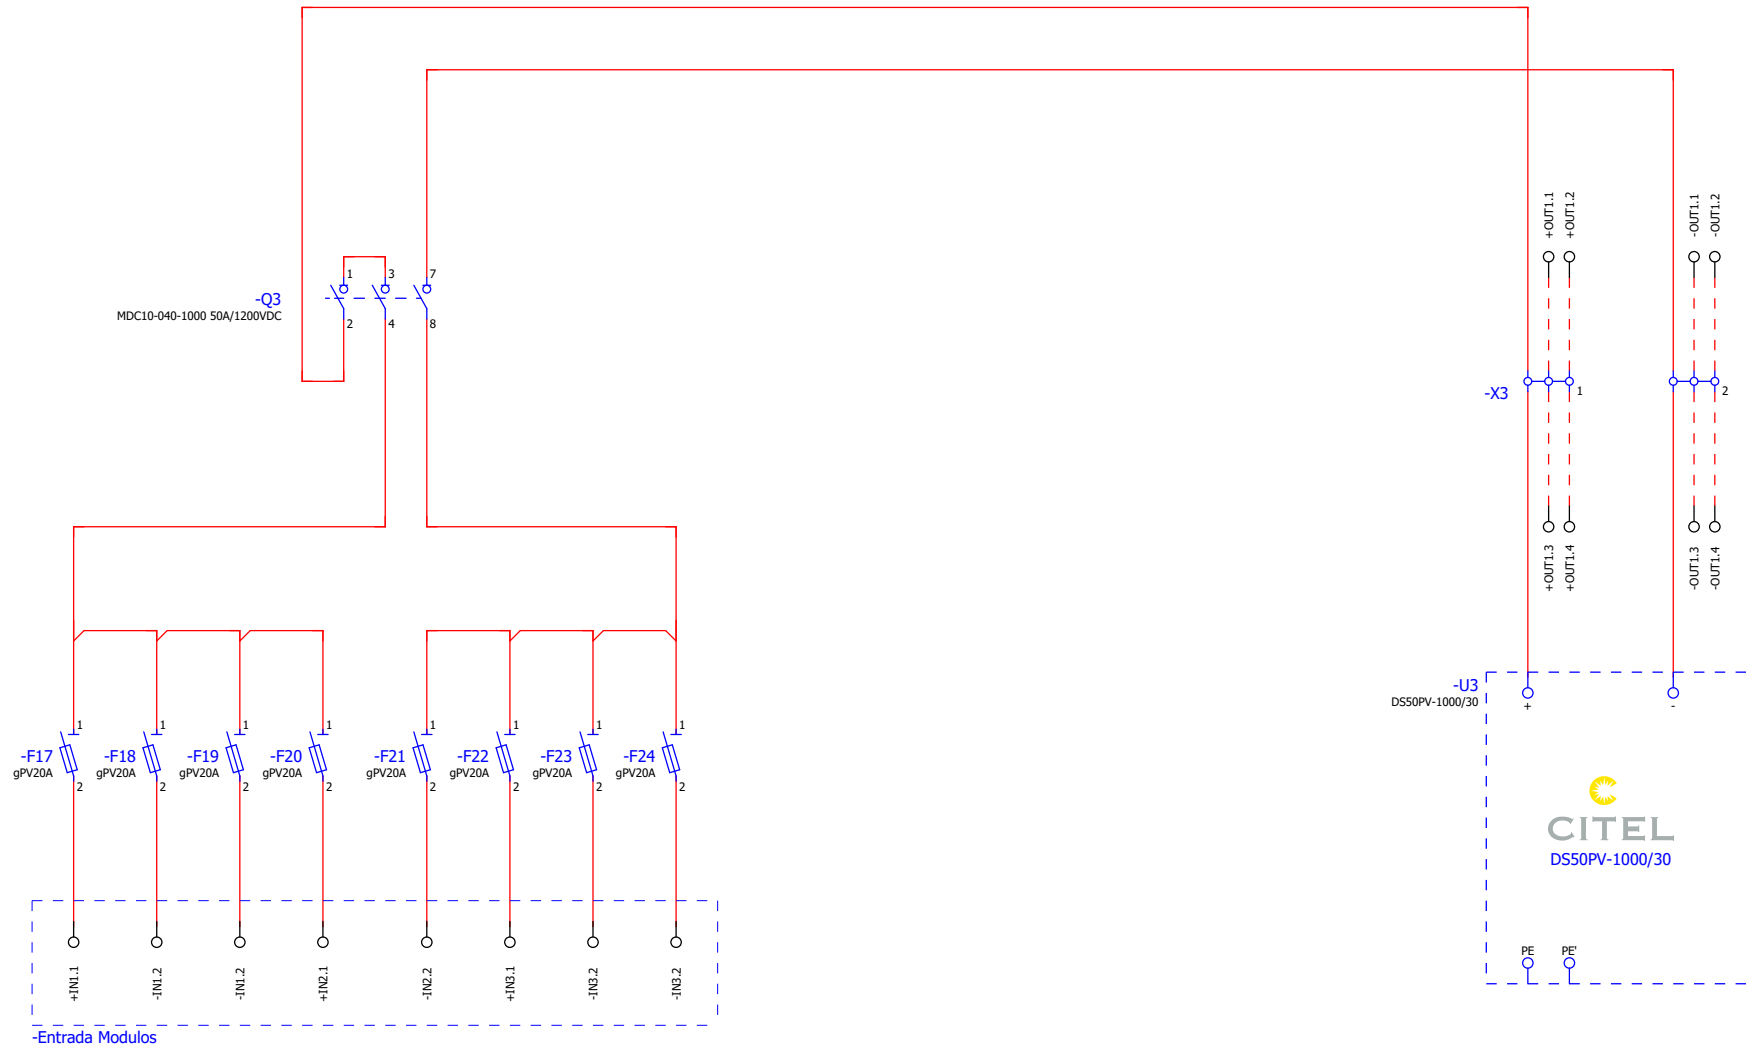 +OUT1.1
+OUT1.2
-OUT1.1
-OUT1.2
1
3
7
-Q3
MDC10-040-1000 50A/1200VDC
2
4
8
-X3
1
2
+OUT1.3
+OUT1.4
-OUT1.3
-OUT1.4
-U3
DS50PV-1000/30
+
-
1
1
1
1
1
1
1
1
-F17
gPV20A
-F18
gPV20A
-F19
gPV20A
-F20
gPV20A
-F21
gPV20A
-F22
gPV20A
-F23
gPV20A
-F24
gPV20A
2
2
2
2
2
2
2
2
CITEL
DS50PV-1000/30
PE
PE'
+IN1.1
-IN1.2
-IN1.2
+IN2.1
-IN2.2
+IN3.1
-IN3.2
-IN3.2
-Entrada Modulos